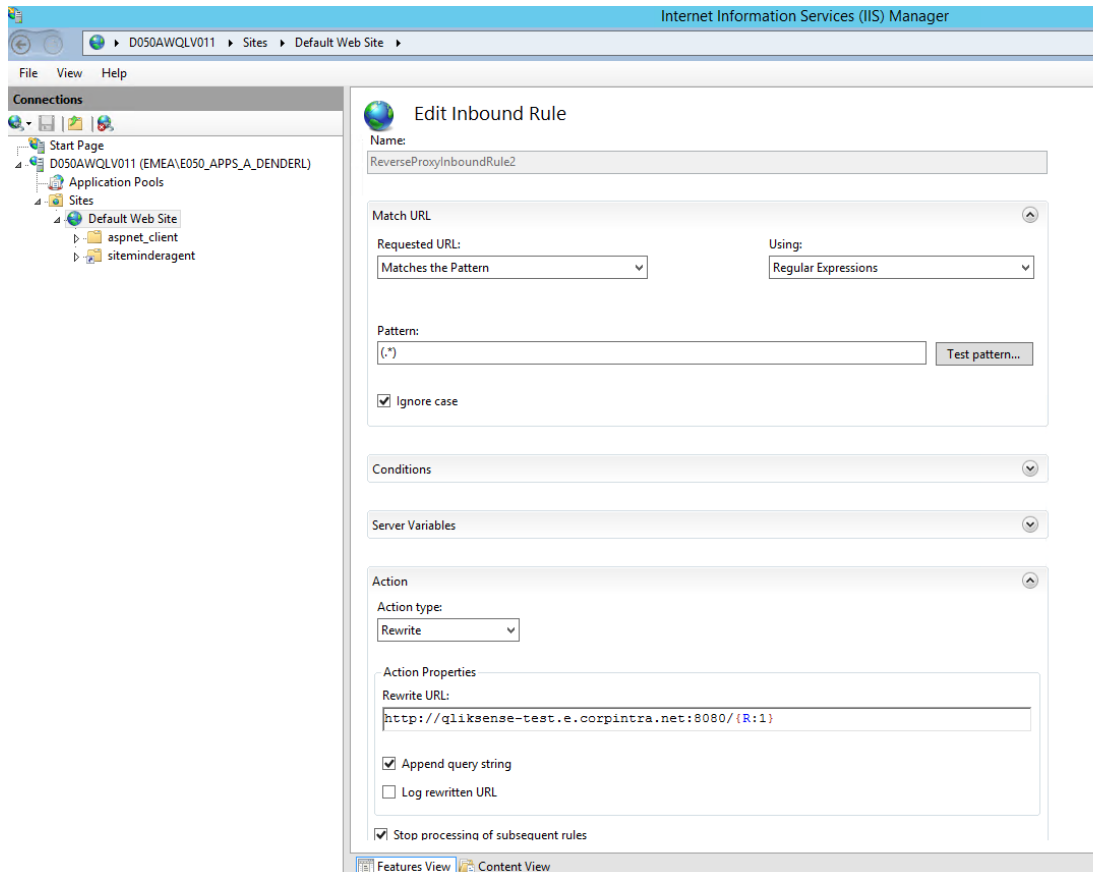 Internet Information Services (IIS) Manager
D050AWQLV011 Sites Default Web Site
File View Help
Connections
Start Page
D050AWQLV011 (EMEA\E050_APPS_A_DENDERL)
Application Pools
Sites
Default Web Site
aspnet_client
siteminderagent
Edit Inbound Rule
Name:
ReverseProxyInboundRule2
Match URL
Requested URL: Using:
Matches the Pattern Regular Expressions
Pattern:
(.*) Test pattern...
Ignore case
Conditions
Server Variables
Action
Action type:
Rewrite
Action Properties
Rewrite URL:
http://qliksense-test.e.corpintra.net:8080/{R:1}
Append query string
Log rewritten URL
Stop processing of subsequent rules
Features View Content View